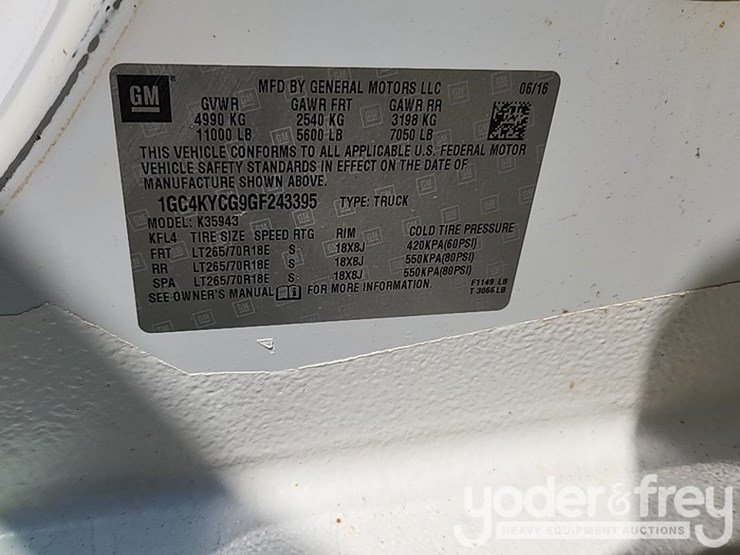 GM MFD BY GENERAL MOTORS LLC 06/16
GVWR GAWR FRT GAWR RR
4990 KG 2540 KG 3198 KG
11000 LB 5600 LB 7050 LB
THIS VEHICLE CONFORMS TO ALL APPLICABLE U.S. FEDERAL MOTOR
VEHICLE SAFETY STANDARDS IN EFFECT ON THE DATE OF
MANUFACTURE SHOWN ABOVE.
1GC4KYCG9GF243395 TYPE: TRUCK
MODEL: K35943
KFL4 TIRE SIZE SPEED RTG RIM COLD TIRE PRESSURE
FRT LT265/70R18E S 18X8J 420KPA(60PSI)
RR LT265/70R18E S 18X8J 550KPA(80PSI)
SPA LT265/70R18E S 18X8J 550KPA(80PSI)
SEE OWNER'S MANUAL FOR MORE INFORMATION.
F1149 LB
T 3066 LB
yoder&frey
HEAVY EQUIPMENT AUCTIONS